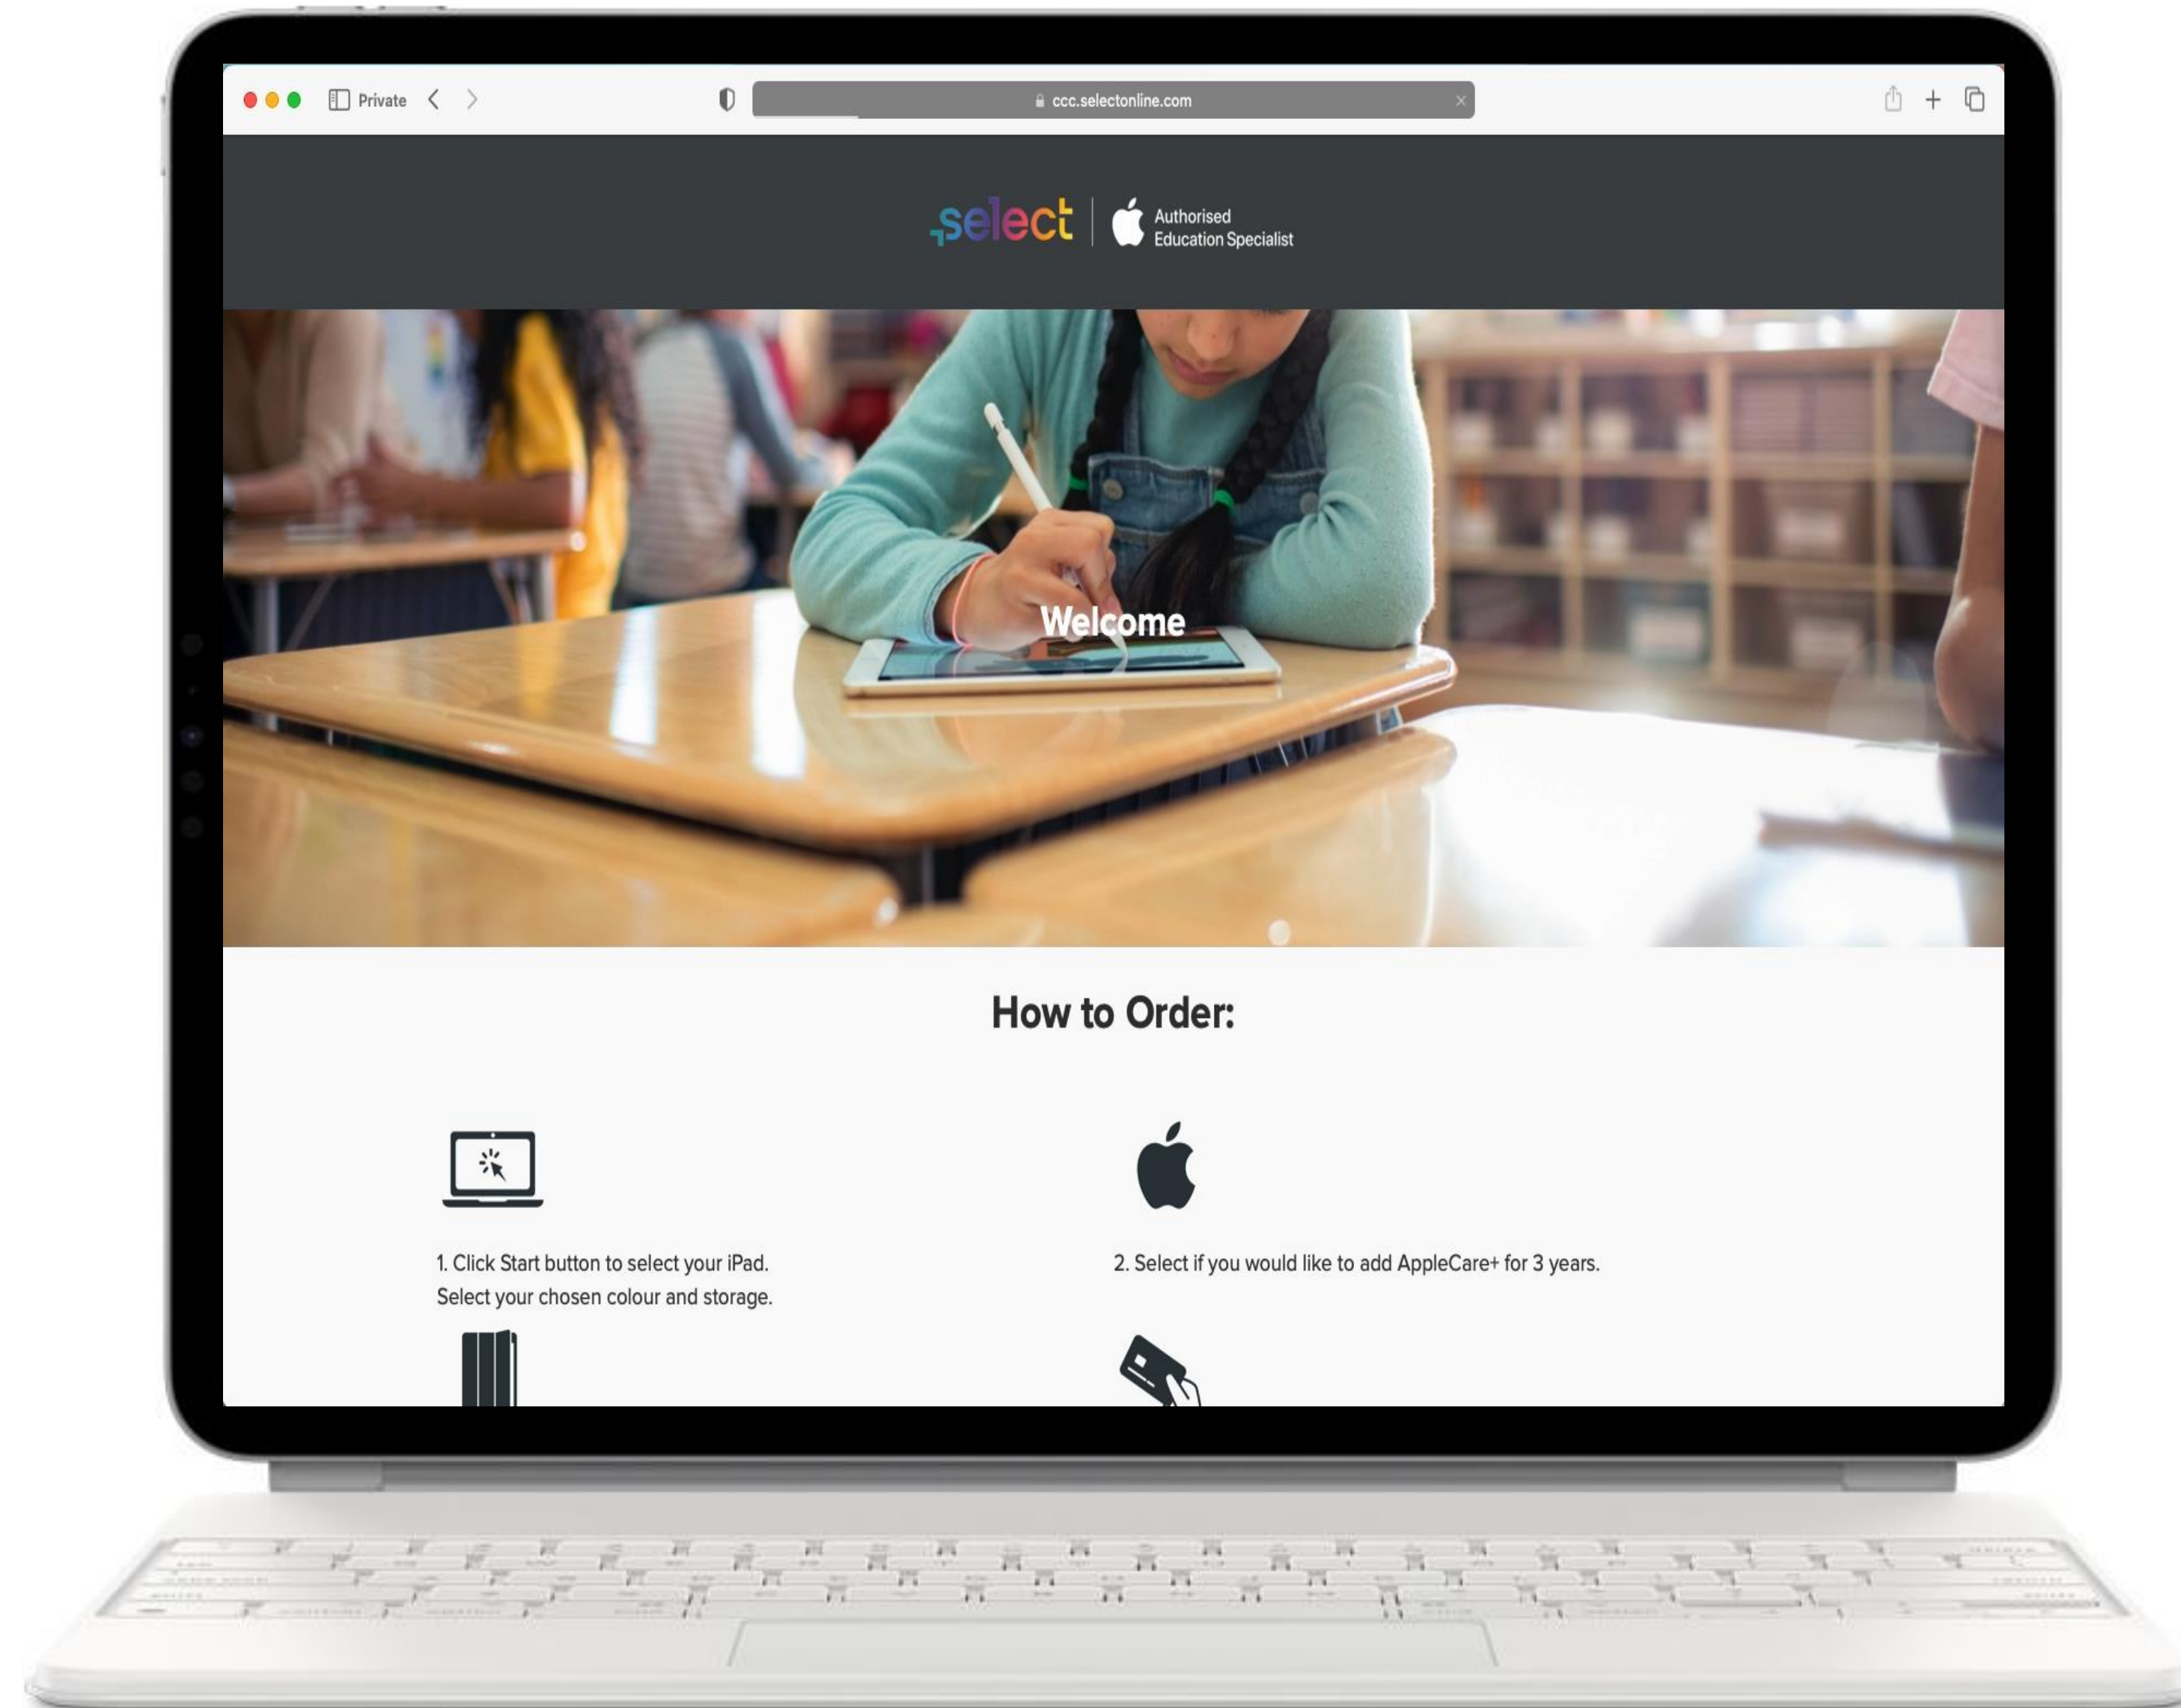 Private
ccc.selectonline.com
select
Authorised
Education Specialist
Welcome
How to Order:
1. Click Start button to select your iPad.
Select your chosen colour and storage.
2. Select if you would like to add AppleCare+ for 3 years.